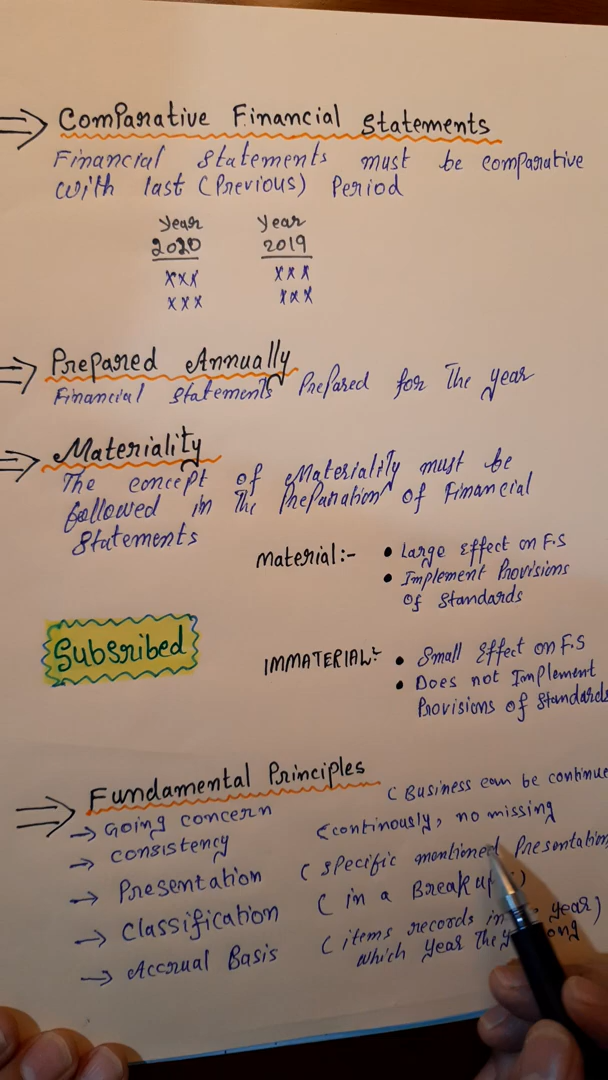 ⇒ Comparative Financial Statements
Financial Statements must be comparative
with last (Previous) Period
Year Year
2020 2019
xxx xxx
xxx xxx
⇒ Prepared Annually
Financial Statements Prepared for The year
⇒ Materiality
The concept of Materiality must be
followed in The Preparation of Financial
Statements
Material:- • Large Effect on F.S
• Implement Provisions
of Standards
Subsribed
IMMATERIAL:- • Small Effect on F.S
• Does not Implement
Provisions of Standards
⇒ Fundamental Principles
→ Going concern ( Business can be continue
→ consistency (continously, no missing
→ Presentation ( specific mentioned Presentation
→ Classification ( in a Breakup )
→ Accrual Basis ( items records in year)
which year They